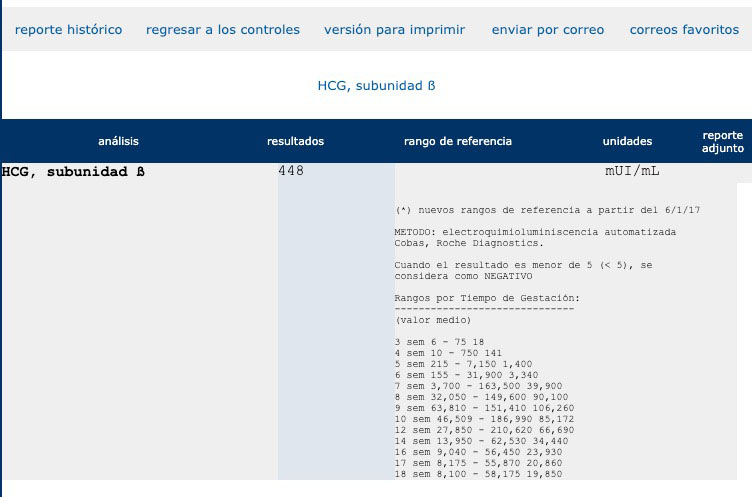 reporte histórico regresar a los controles versión para imprimir enviar por correo correos favoritos
HCG, subunidad ß
análisis resultados rango de referencia unidades reporte adjunto
HCG, subunidad ß 448 mUI/mL
(*) nuevos rangos de referencia a partir del 6/1/17
METODO: electroquimioluminiscencia automatizada
Cobas, Roche Diagnostics.
Cuando el resultado es menor de 5 (< 5), se
considera como NEGATIVO
Rangos por Tiempo de Gestación:
------------------------------
(valor medio)
3 sem 6 - 75 18
4 sem 10 - 750 141
5 sem 215 - 7,150 1,400
6 sem 155 - 31,900 3,340
7 sem 3,700 - 163,500 39,900
8 sem 32,050 - 149,600 90,100
9 sem 63,810 - 151,410 106,260
10 sem 46,509 - 186,990 85,172
12 sem 27,850 - 210,620 66,690
14 sem 13,950 - 62,530 34,440
16 sem 9,040 - 56,450 23,930
17 sem 8,175 - 55,870 20,860
18 sem 8,100 - 58,175 19,850